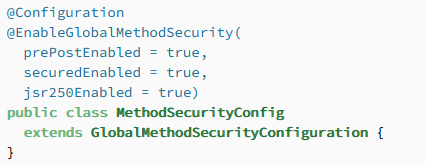 @Configuration
@EnableGlobalMethodSecurity(
  prePostEnabled = true,
  securedEnabled = true,
  jsr250Enabled = true)
public class MethodSecurityConfig
  extends GlobalMethodSecurityConfiguration {
}